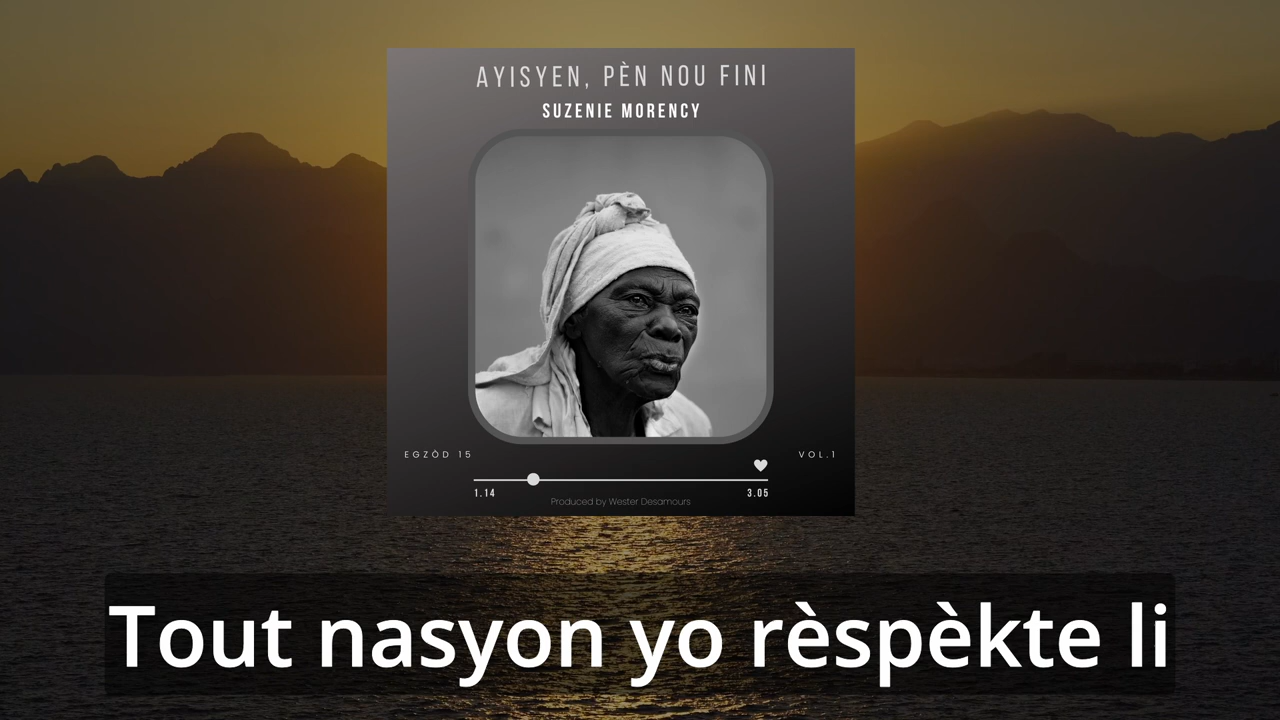 AYISYEN, PÈN NOU FINI
SUZENIE MORENCY
EGZÒD 15
VOL.1
1.14
3.05
Produced by Wester Desamours
Tout nasyon yo rèspèkte li